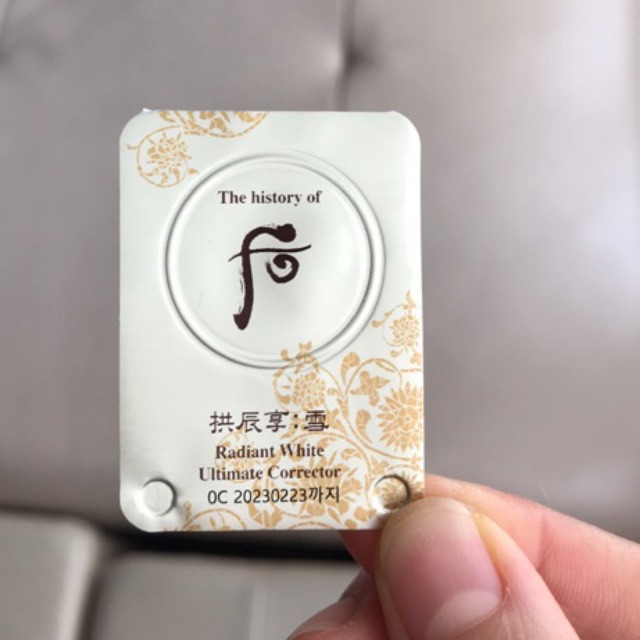 The history of
后
拱辰享:雪
Radiant White
Ultimate Corrector
0C 20230223까지